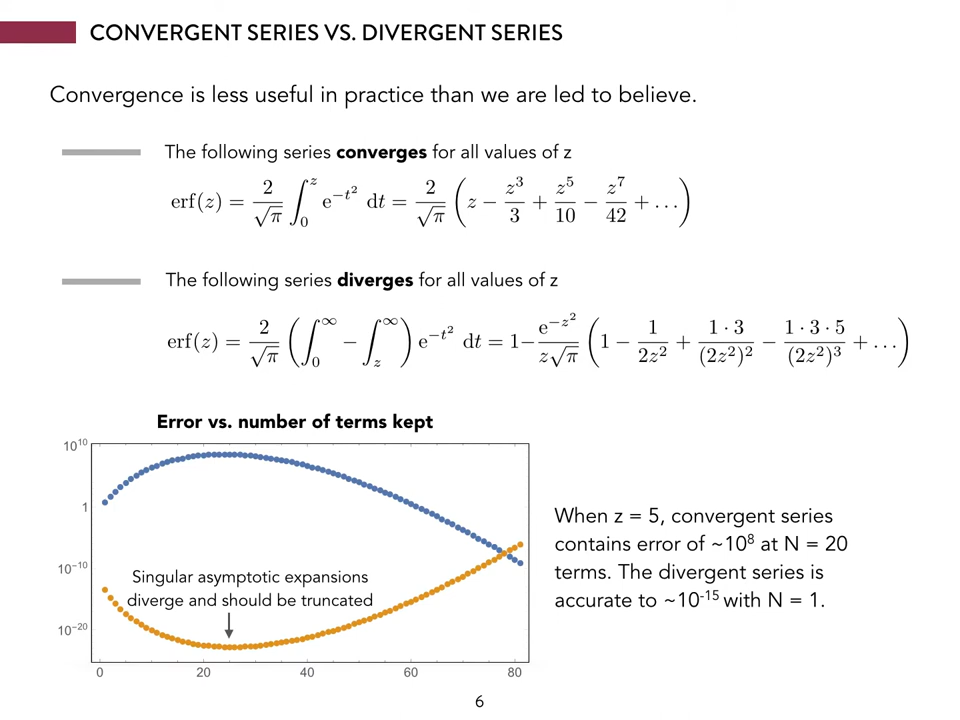 CONVERGENT SERIES VS. DIVERGENT SERIES
Convergence is less useful in practice than we are led to believe.
The following series converges for all values of z
erf(z) = 2/√π ∫₀ᶻ e^{−t²} dt = 2/√π (z − z³/3 + z⁵/10 − z⁷/42 + …)
The following series diverges for all values of z
erf(z) = 2/√π (∫₀^∞ − ∫_z^∞) e^{−t²} dt = 1− e^{−z²}/(z√π) (1 − 1/(2z²) + (1 · 3)/(2z²)² − (1 · 3 · 5)/(2z²)³ + …)
Error vs. number of terms kept
10¹⁰
1
10⁻¹⁰
10⁻²⁰
Singular asymptotic expansions
diverge and should be truncated
0 20 40 60 80
When z = 5, convergent series
contains error of ~10⁸ at N = 20
terms. The divergent series is
accurate to ~10⁻¹⁵ with N = 1.
6